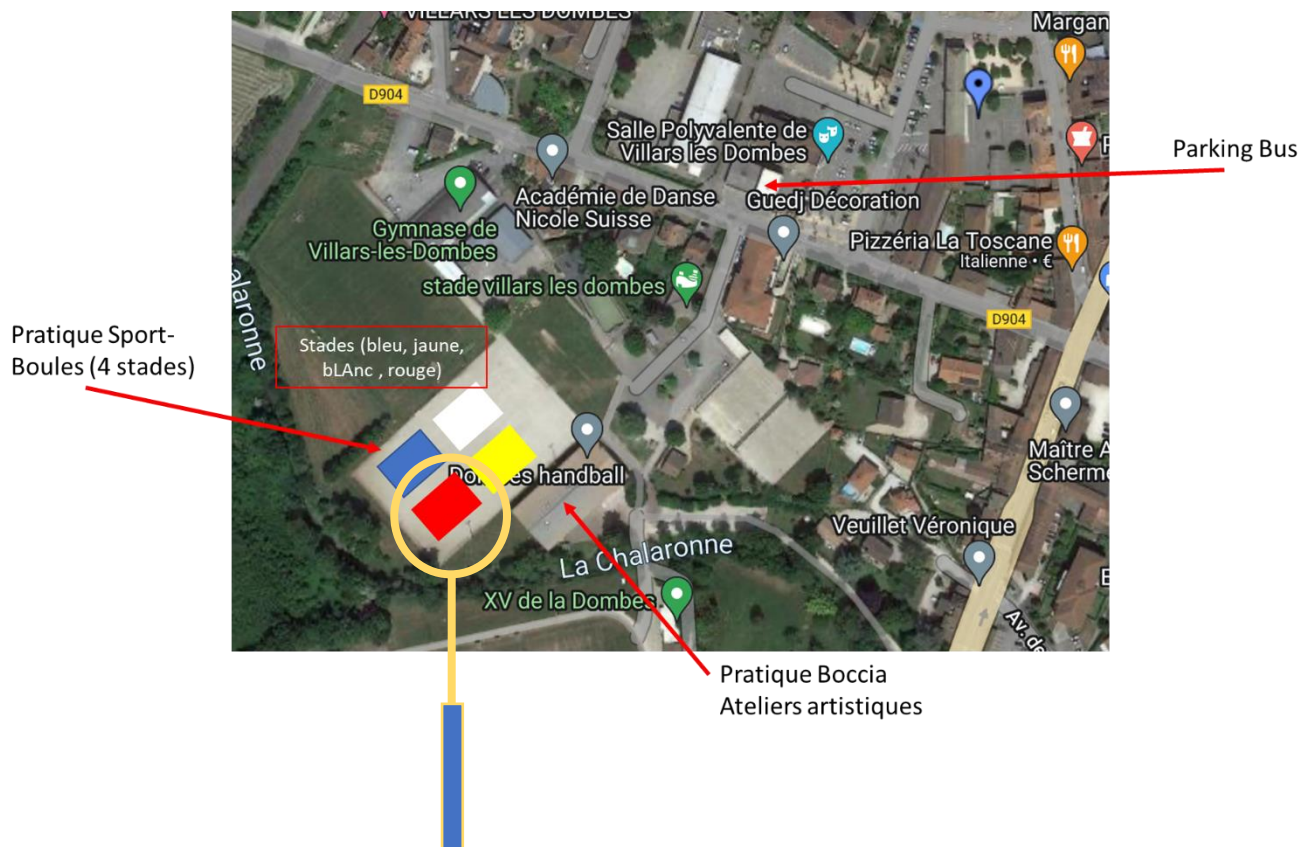 VILLARS LES DOMBES
Margan
D904
Salle Polyvalente de
Villars les Dombes
Parking Bus
Académie de Danse
Nicole Suisse
Guedj Décoration
Gymnase de
Villars-les-Dombes
Pizzéria La Toscane
Italienne · €
stade villars les dombes
alaronne
D904
Pratique Sport-
Boules (4 stades)
Stades (bleu, jaune,
bLAnc , rouge)
Maître A
Scherme
Dombes handball
Veuillet Véronique
La Chalaronne
XV de la Dombes
Av. de
Pratique Boccia
Ateliers artistiques